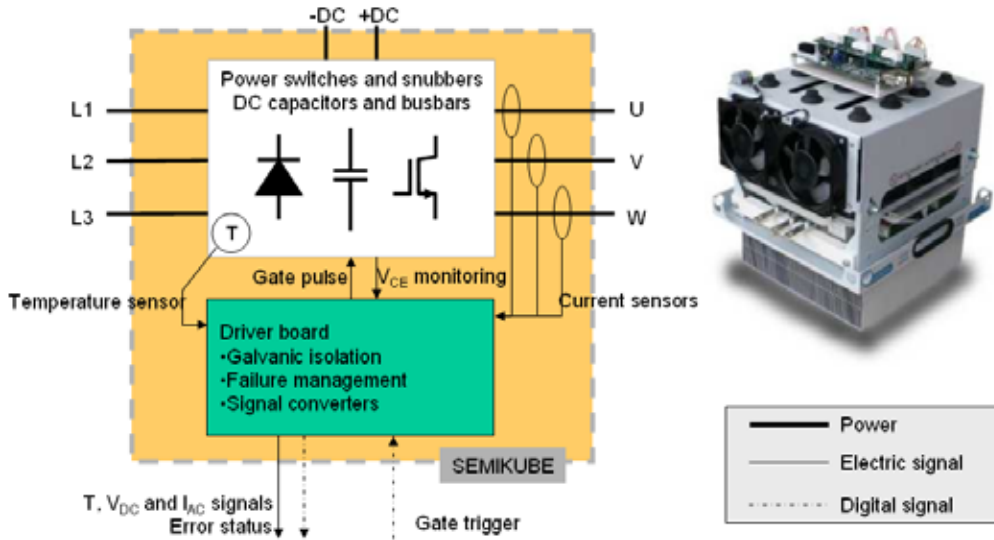 -DC +DC
Power switches and snubbers
DC capacitors and busbars
L1
U
L2
V
L3
W
T
Gate pulse
VCE monitoring
Temperature sensor
Current sensors
Driver board
•Galvanic isolation
•Failure management
•Signal converters
SEMIKUBE
T, VDC and IAC signals
Error status
Gate trigger
Power
Electric signal
Digital signal